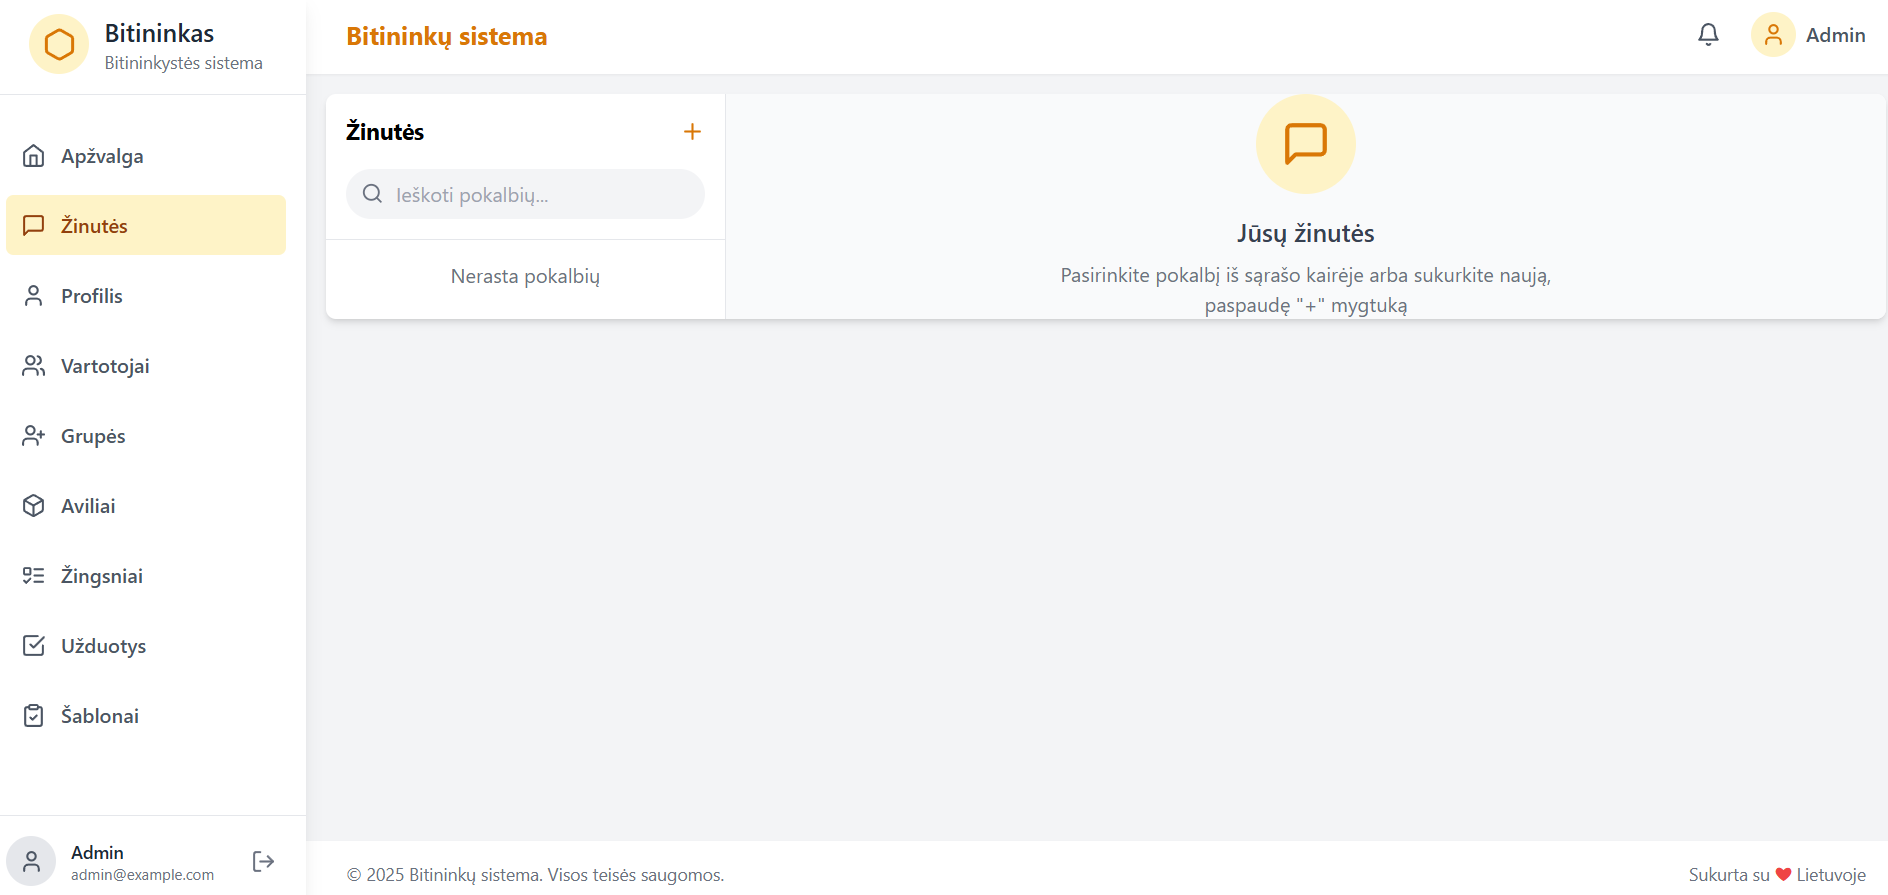 Bitininkas
Bitininkystės sistema
Apžvalga
Žinutės
Profilis
Vartotojai
Grupės
Aviliai
Žingsniai
Užduotys
Šablonai
Admin
admin@example.com
Bitininkų sistema
Admin
Žinutės
Ieškoti pokalbių...
Nerasta pokalbių
Jūsų žinutės
Pasirinkite pokalbį iš sąrašo kairėje arba sukurkite naują,
paspaudę "+" mygtuką
© 2025 Bitininkų sistema. Visos teisės saugomos.
Sukurta su ❤️ Lietuvoje